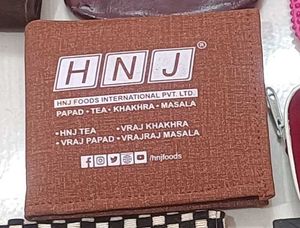 HNJ®
HNJ FOODS INTERNATIONAL PVT. LTD.
PAPAD • TEA • KHAKHRA • MASALA
• HNJ TEA • VRAJ KHAKHRA
• VRAJ PAPAD • VRAJRAJ MASALA
/hnjfoods